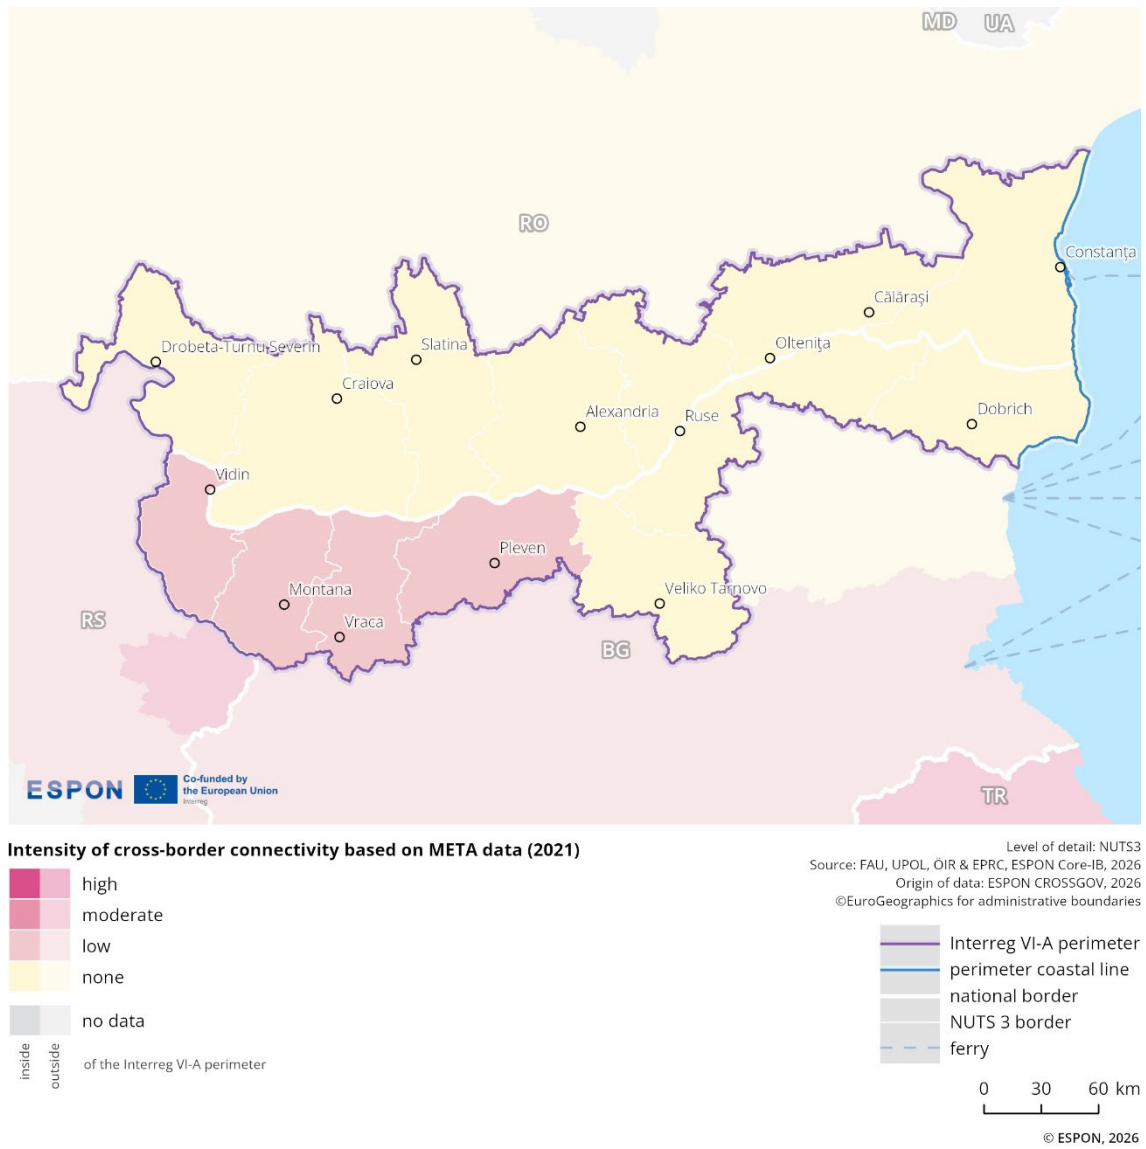 MD
UA
RO
Constanța
Călărași
Drobeta-Turnu Severin
Slatina
Oltenița
Craiova
Alexandria
Ruse
Dobrich
Vidin
Pleven
Montana
Veliko Tarnovo
Vraca
RS
BG
TR
ESPON
Co-funded by
the European Union
Interreg
Intensity of cross-border connectivity based on META data (2021)
high
moderate
low
none
no data
inside
outside
of the Interreg VI-A perimeter
Level of detail: NUTS3
Source: FAU, UPOL, ÖIR & EPRC, ESPON Core-IB, 2026
Origin of data: ESPON CROSSGOV, 2026
©EuroGeographics for administrative boundaries
Interreg VI-A perimeter
perimeter coastal line
national border
NUTS 3 border
ferry
0 30 60 km
© ESPON, 2026